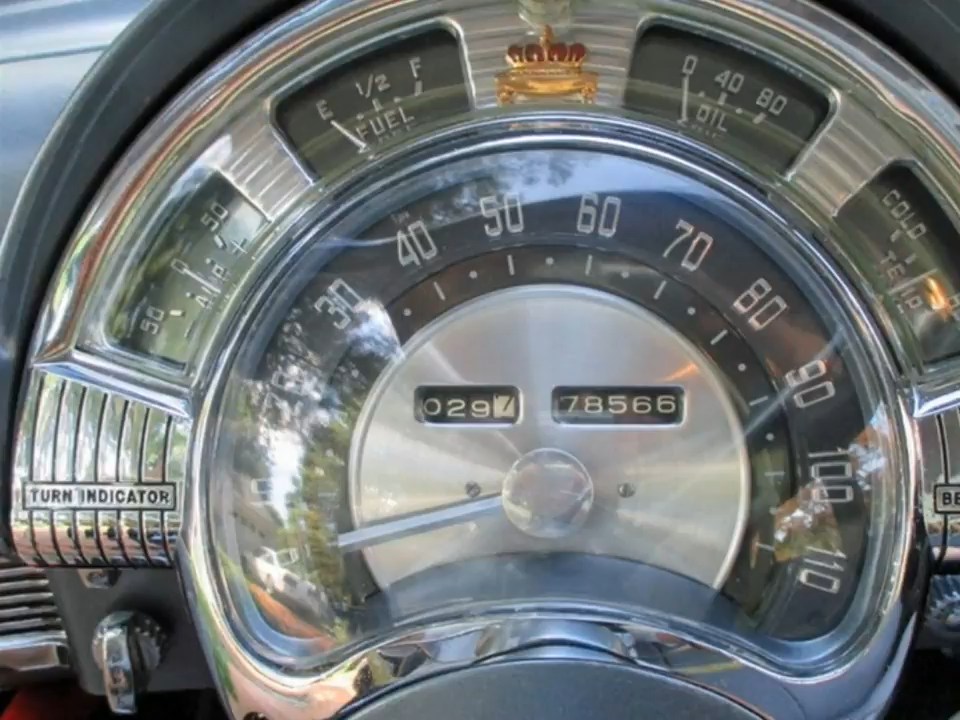 E 1/2 F
FUEL
0 40 80
OIL
50 0 50
- AMP +
COLD
TEMP
30 40 50 60 70 80 90 100 110
0297
78566
TURN INDICATOR